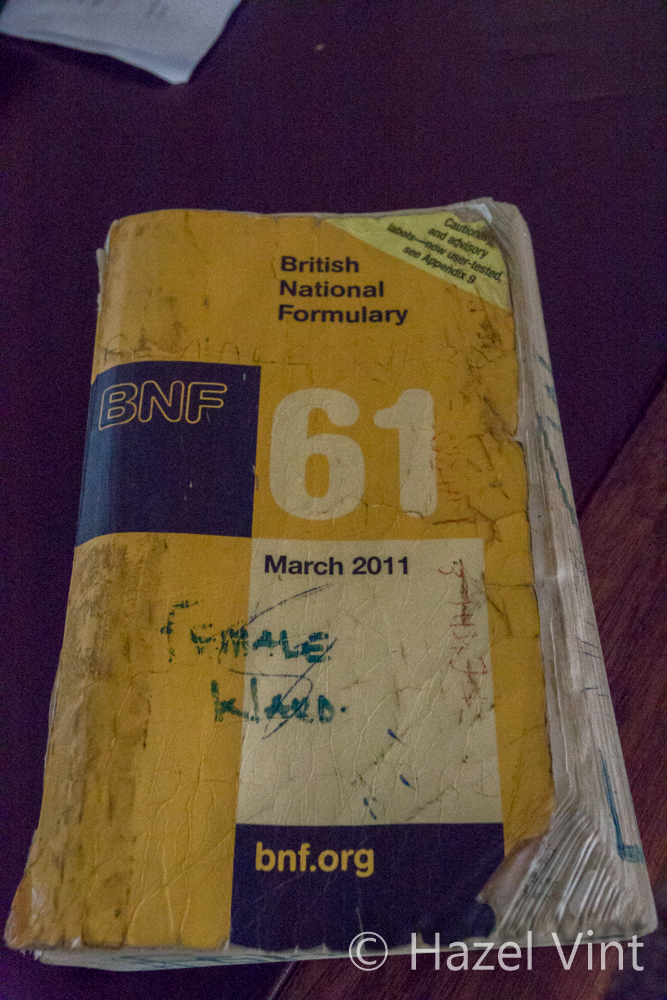 Cautionary
and advisory
labels—now user-tested,
see Appendix 9
British
National
Formulary
BNF
61
March 2011
FEMALE
WARD.
bnf.org
© Hazel Vint